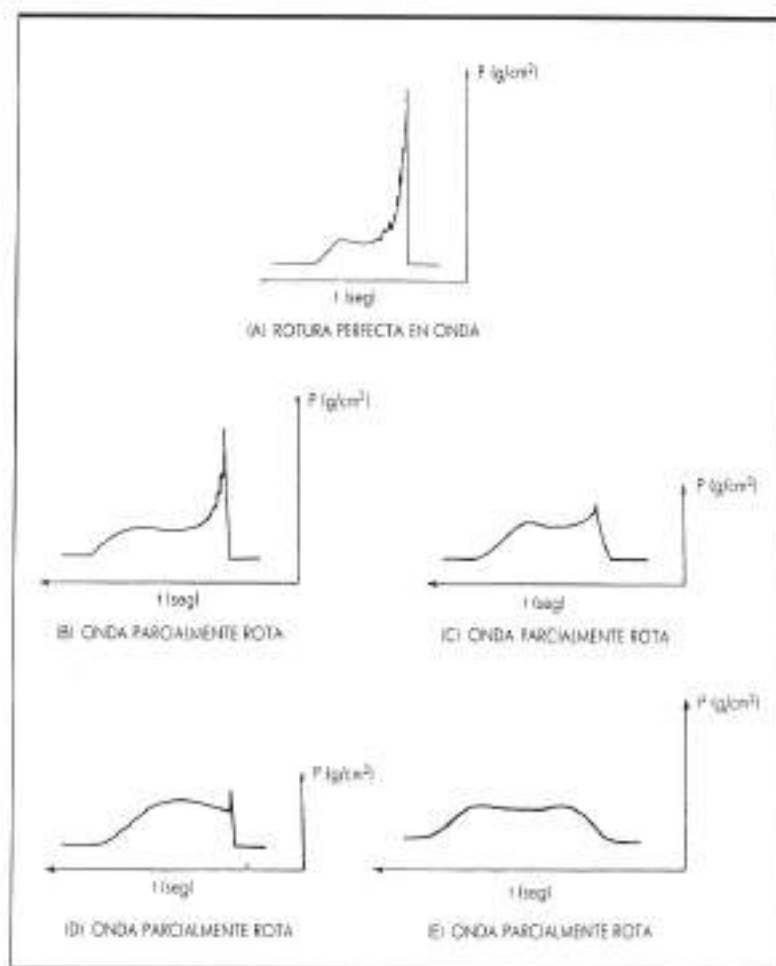 P (g/cm²)
t (seg)
(A) ROTURA PERFECTA EN ONDA
P (g/cm²)
t (seg)
(B) ONDA PARCIALMENTE ROTA
P (g/cm²)
t (seg)
(C) ONDA PARCIALMENTE ROTA
P (g/cm²)
t (seg)
(D) ONDA PARCIALMENTE ROTA
P (g/cm²)
t (seg)
(E) ONDA PARCIALMENTE ROTA